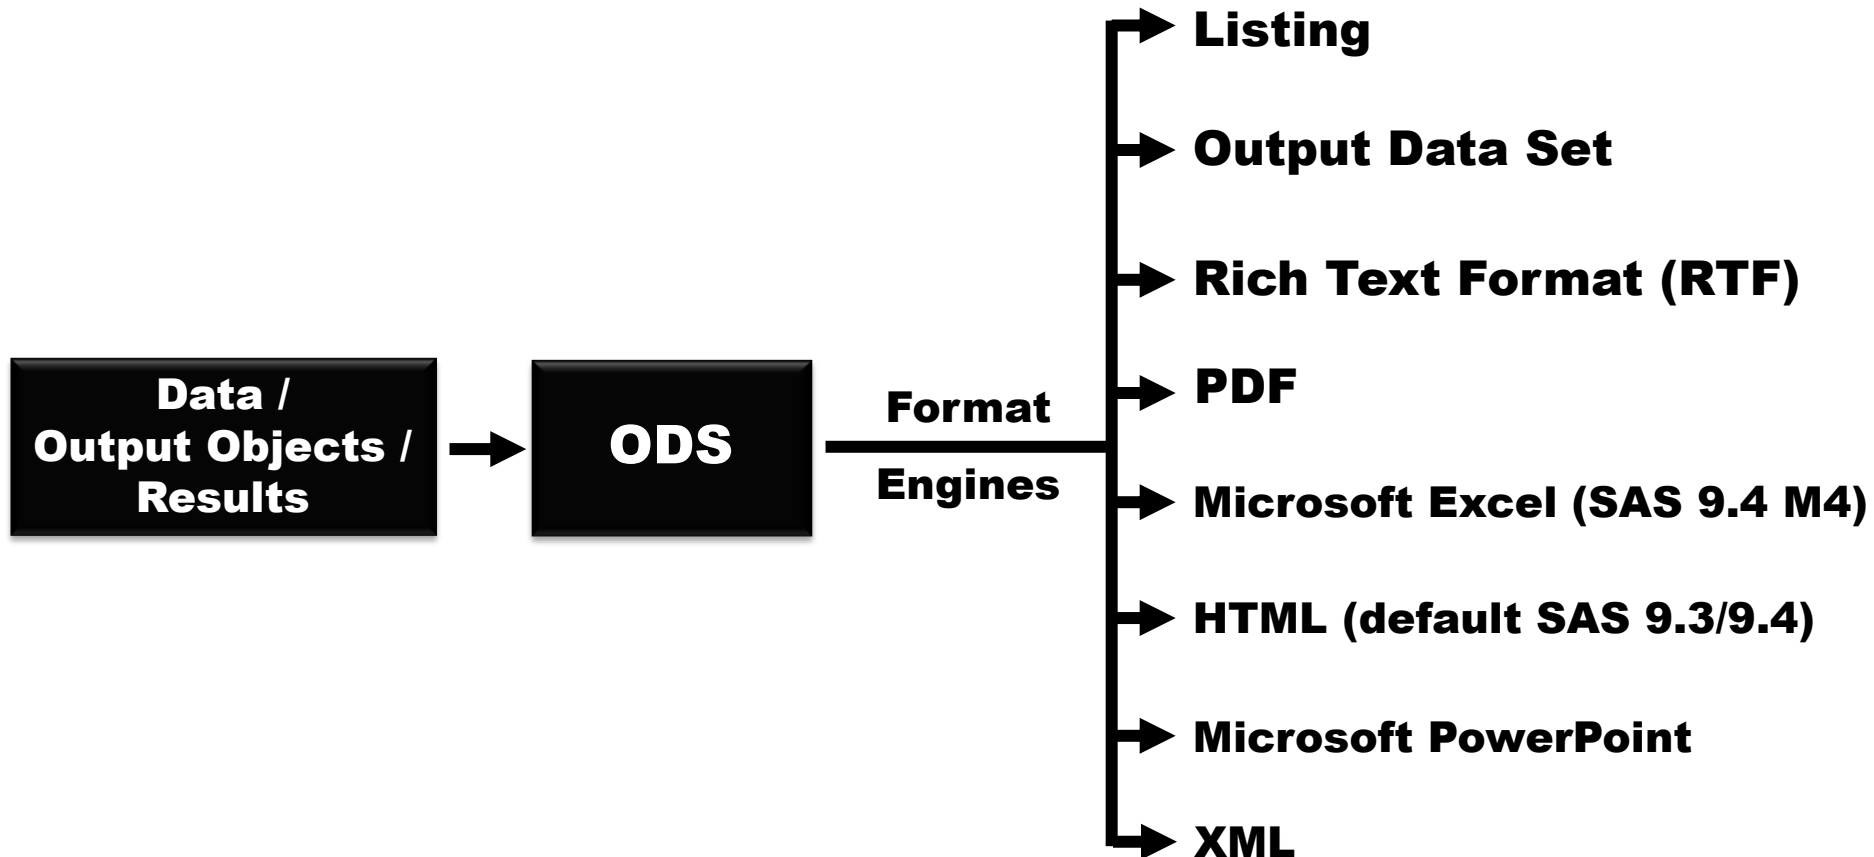 Data /
Output Objects /
Results
ODS
Format
Engines
Listing
Output Data Set
Rich Text Format (RTF)
PDF
Microsoft Excel (SAS 9.4 M4)
HTML (default SAS 9.3/9.4)
Microsoft PowerPoint
XML